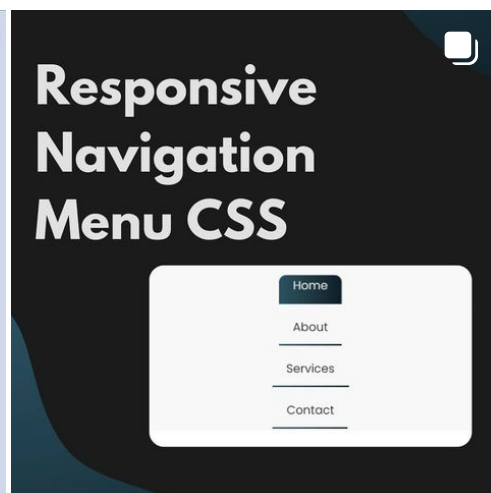 Responsive
Navigation
Menu CSS
Home
About
Services
Contact